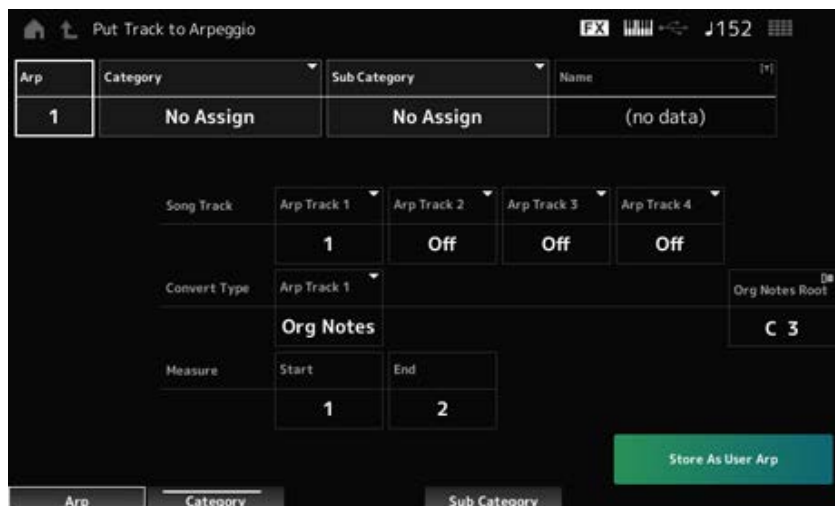 Put Track to Arpeggio FX ♩152
Arp Category Sub Category Name [T]
1 No Assign No Assign (no data)
Song Track Arp Track 1 Arp Track 2 Arp Track 3 Arp Track 4
1 Off Off Off
Convert Type Arp Track 1 Org Notes Root
Org Notes C 3
Measure Start End
1 2
Store As User Arp
Arp Category Sub Category